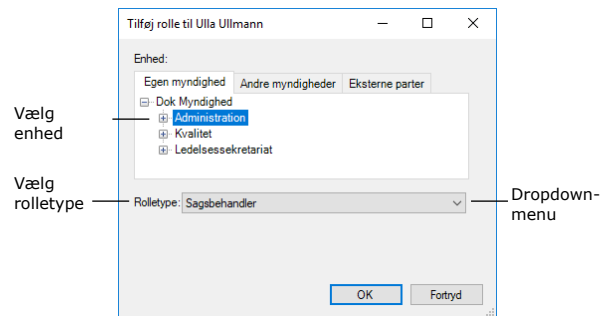 Tilføj rolle til Ulla Ullmann
Enhed:
Egen myndighed Andre myndigheder Eksterne parter
Dok Myndighed
Administration
Kvalitet
Ledelsessekretariat
Vælg
enhed
Vælg
rolletype
Rolletype: Sagsbehandler
Dropdown-
menu
OK Fortryd